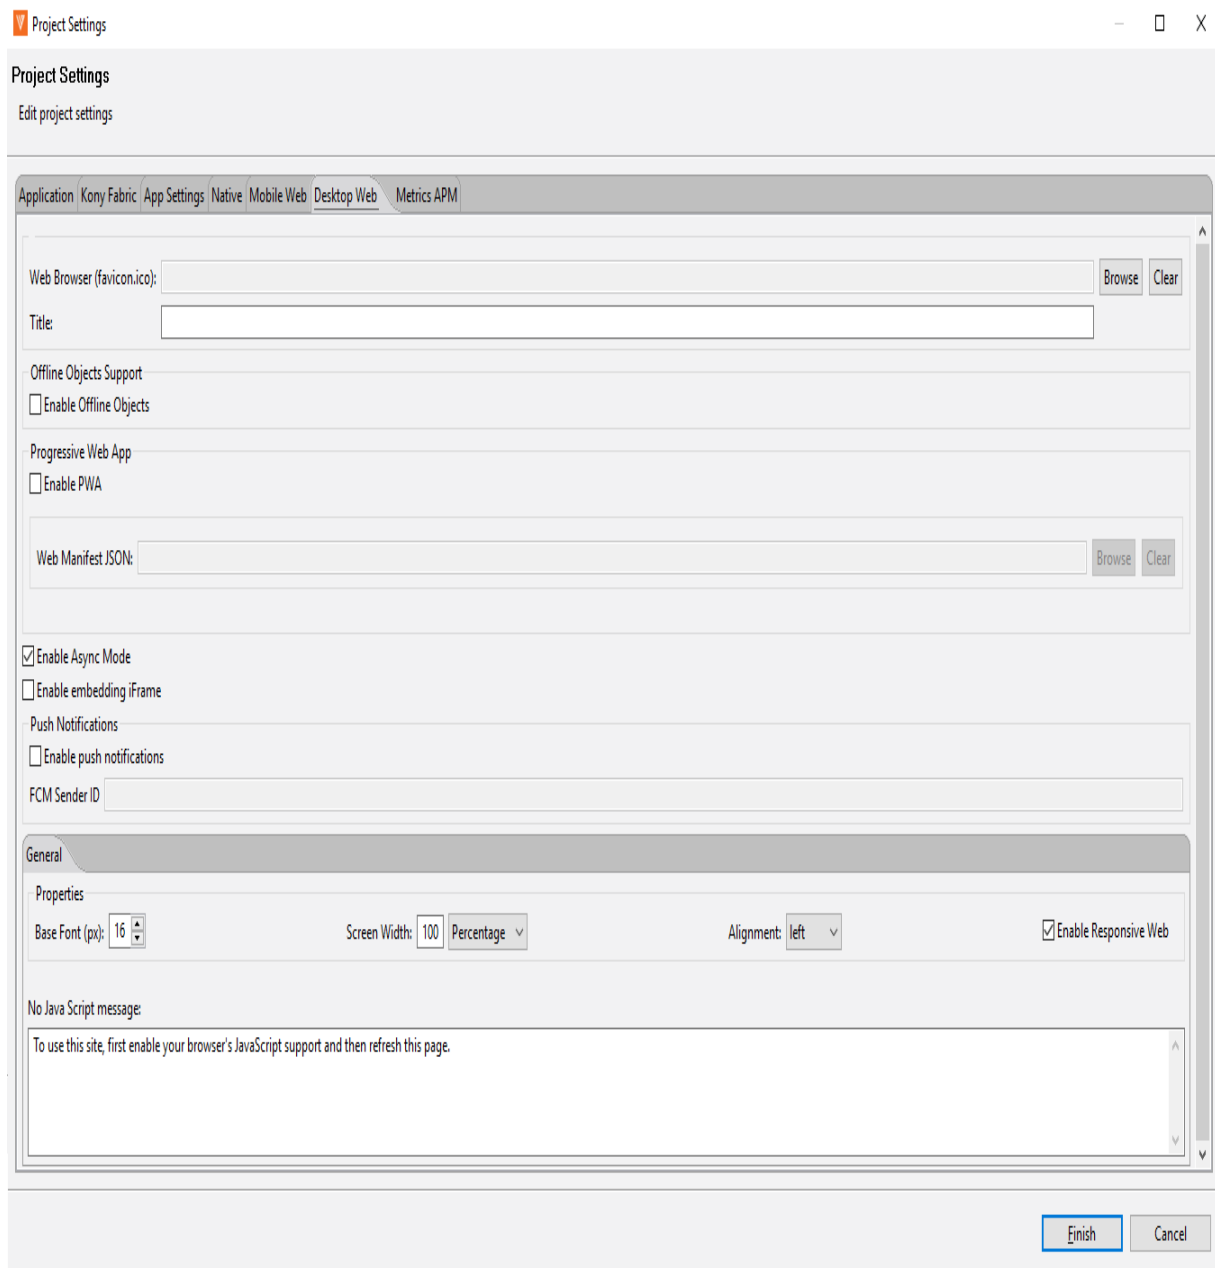 Project Settings
Project Settings
Edit project settings
Application Kony Fabric App Settings Native Mobile Web Desktop Web Metrics APM
Web Browser (favicon.ico): Browse Clear
Title:
Offline Objects Support
Enable Offline Objects
Progressive Web App
Enable PWA
Web Manifest JSON: Browse Clear
Enable Async Mode
Enable embedding iFrame
Push Notifications
Enable push notifications
FCM Sender ID
General
Properties
Base Font (px): 16 Screen Width: 100 Percentage Alignment: left Enable Responsive Web
No Java Script message:
To use this site, first enable your browser's JavaScript support and then refresh this page.
Finish Cancel